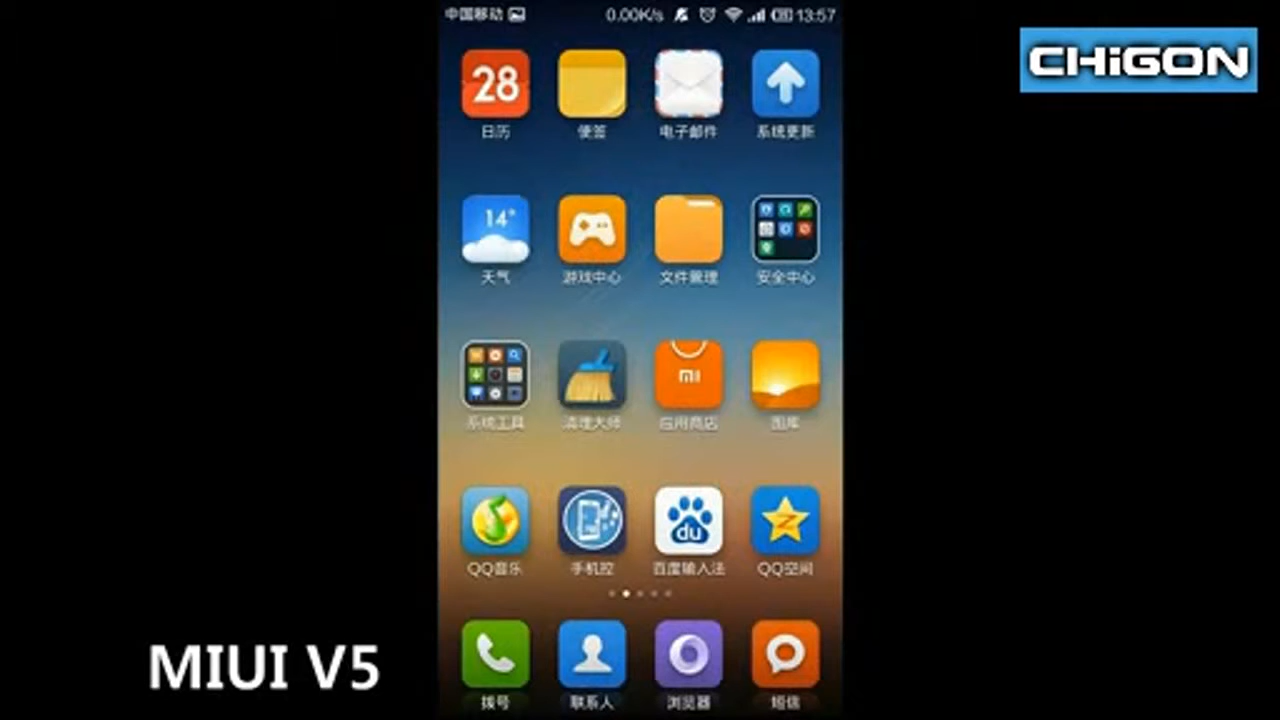 中国移动 0.00K/s 13:57
CHiGON
28
日历 便签 电子邮件 系统更新
14°
天气 游戏中心 文件管理 安全中心
mi
系统工具 清理大师 应用商店 图库
du
QQ音乐 手机控 百度输入法 QQ空间
MIUI V5
拨号 联系人 浏览器 短信